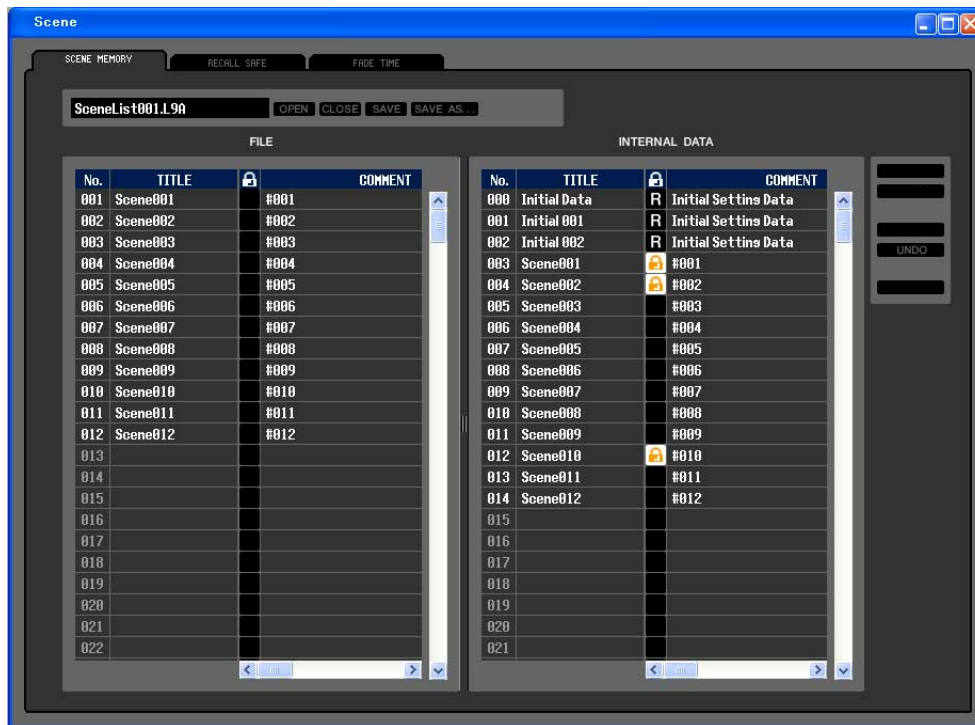 Scene
SCENE MEMORY RECALL SAFE FADE TIME
SceneList001.L9A OPEN CLOSE SAVE SAVE AS...
FILE
No. TITLE COMMENT
001 Scene001 #001
002 Scene002 #002
003 Scene003 #003
004 Scene004 #004
005 Scene005 #005
006 Scene006 #006
007 Scene007 #007
008 Scene008 #008
009 Scene009 #009
010 Scene010 #010
011 Scene011 #011
012 Scene012 #012
013
014
015
016
017
018
019
020
021
022
INTERNAL DATA
No. TITLE COMMENT
000 Initial Data R Initial Setting Data
001 Initial 001 R Initial Setting Data
002 Initial 002 R Initial Setting Data
003 Scene001 #001
004 Scene002 #002
005 Scene003 #003
006 Scene004 #004
007 Scene005 #005
008 Scene006 #006
009 Scene007 #007
010 Scene008 #008
011 Scene009 #009
012 Scene010 #010
013 Scene011 #011
014 Scene012 #012
015
016
017
018
019
020
021
UNDO